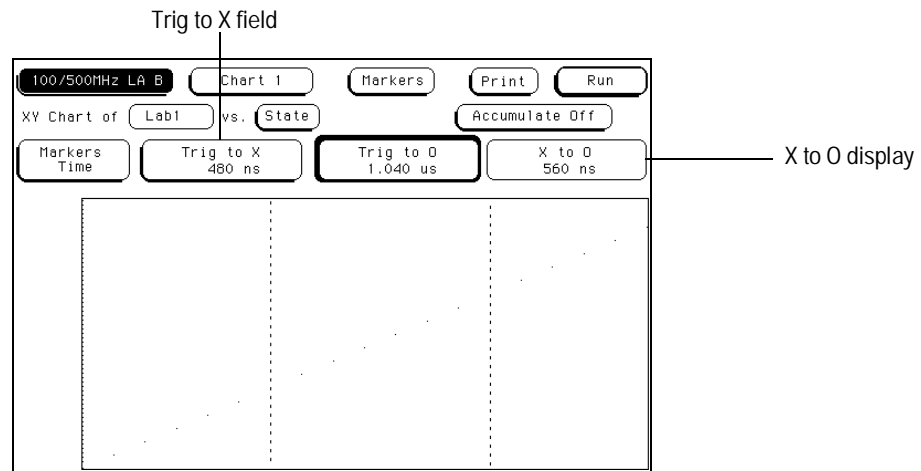 Trig to X field
100/500MHz LA B Chart 1 Markers Print Run
XY Chart of Lab1 vs. State Accumulate Off
Markers Time Trig to X 480 ns Trig to O 1.040 us X to O 560 ns
X to O display